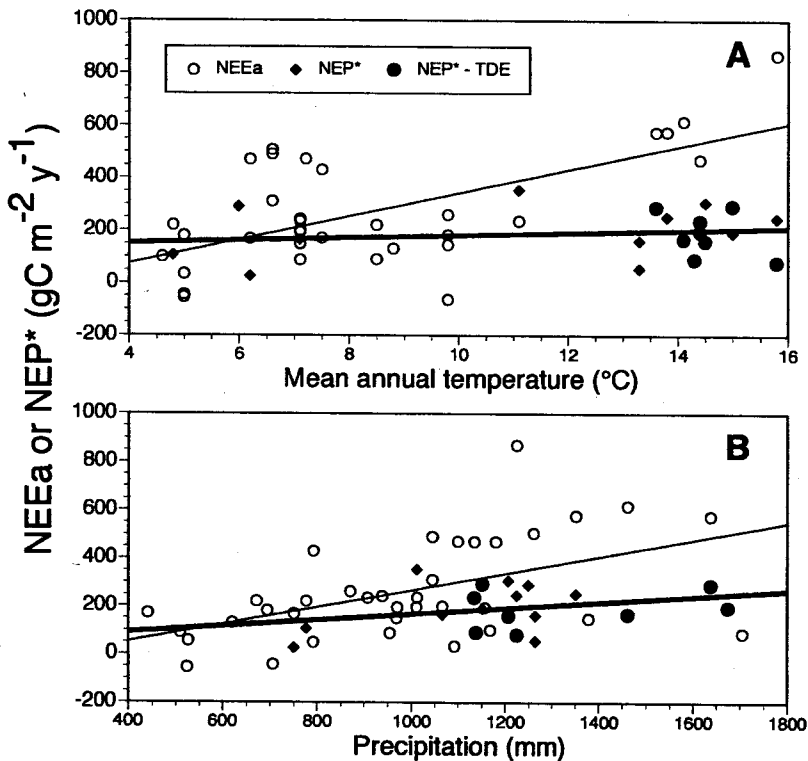 NEEa or NEP* (gC m-2 y-1)
1000
800
600
400
200
0
-200
NEEa NEP* NEP* - TDE
A
4 6 8 10 12 14 16
Mean annual temperature (°C)
1000
800
600
400
200
0
-200
B
400 600 800 1000 1200 1400 1600 1800
Precipitation (mm)